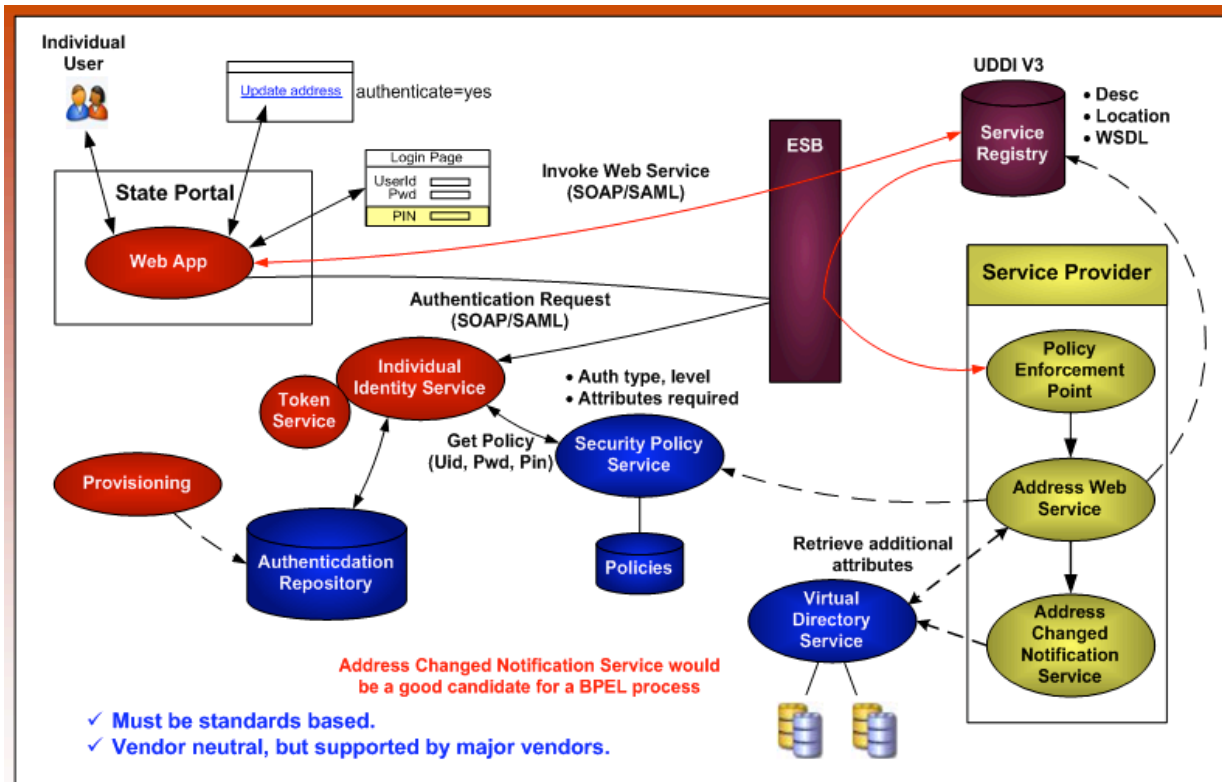 Individual
User
Update address
authenticate=yes
UDDI V3
• Desc
• Location
• WSDL
Service
Registry
ESB
Login Page
UserId
Pwd
PIN
Invoke Web Service
(SOAP/SAML)
State Portal
Web App
Service Provider
Authentication Request
(SOAP/SAML)
Policy
Enforcement
Point
Individual
Identity Service
Token
Service
• Auth type, level
• Attributes required
Get Policy
(Uid, Pwd, Pin)
Security Policy
Service
Provisioning
Address Web
Service
Authenticdation
Repository
Policies
Retrieve additional
attributes
Virtual
Directory
Service
Address
Changed
Notification
Service
Address Changed Notification Service would
be a good candidate for a BPEL process
✓ Must be standards based.
✓ Vendor neutral, but supported by major vendors.